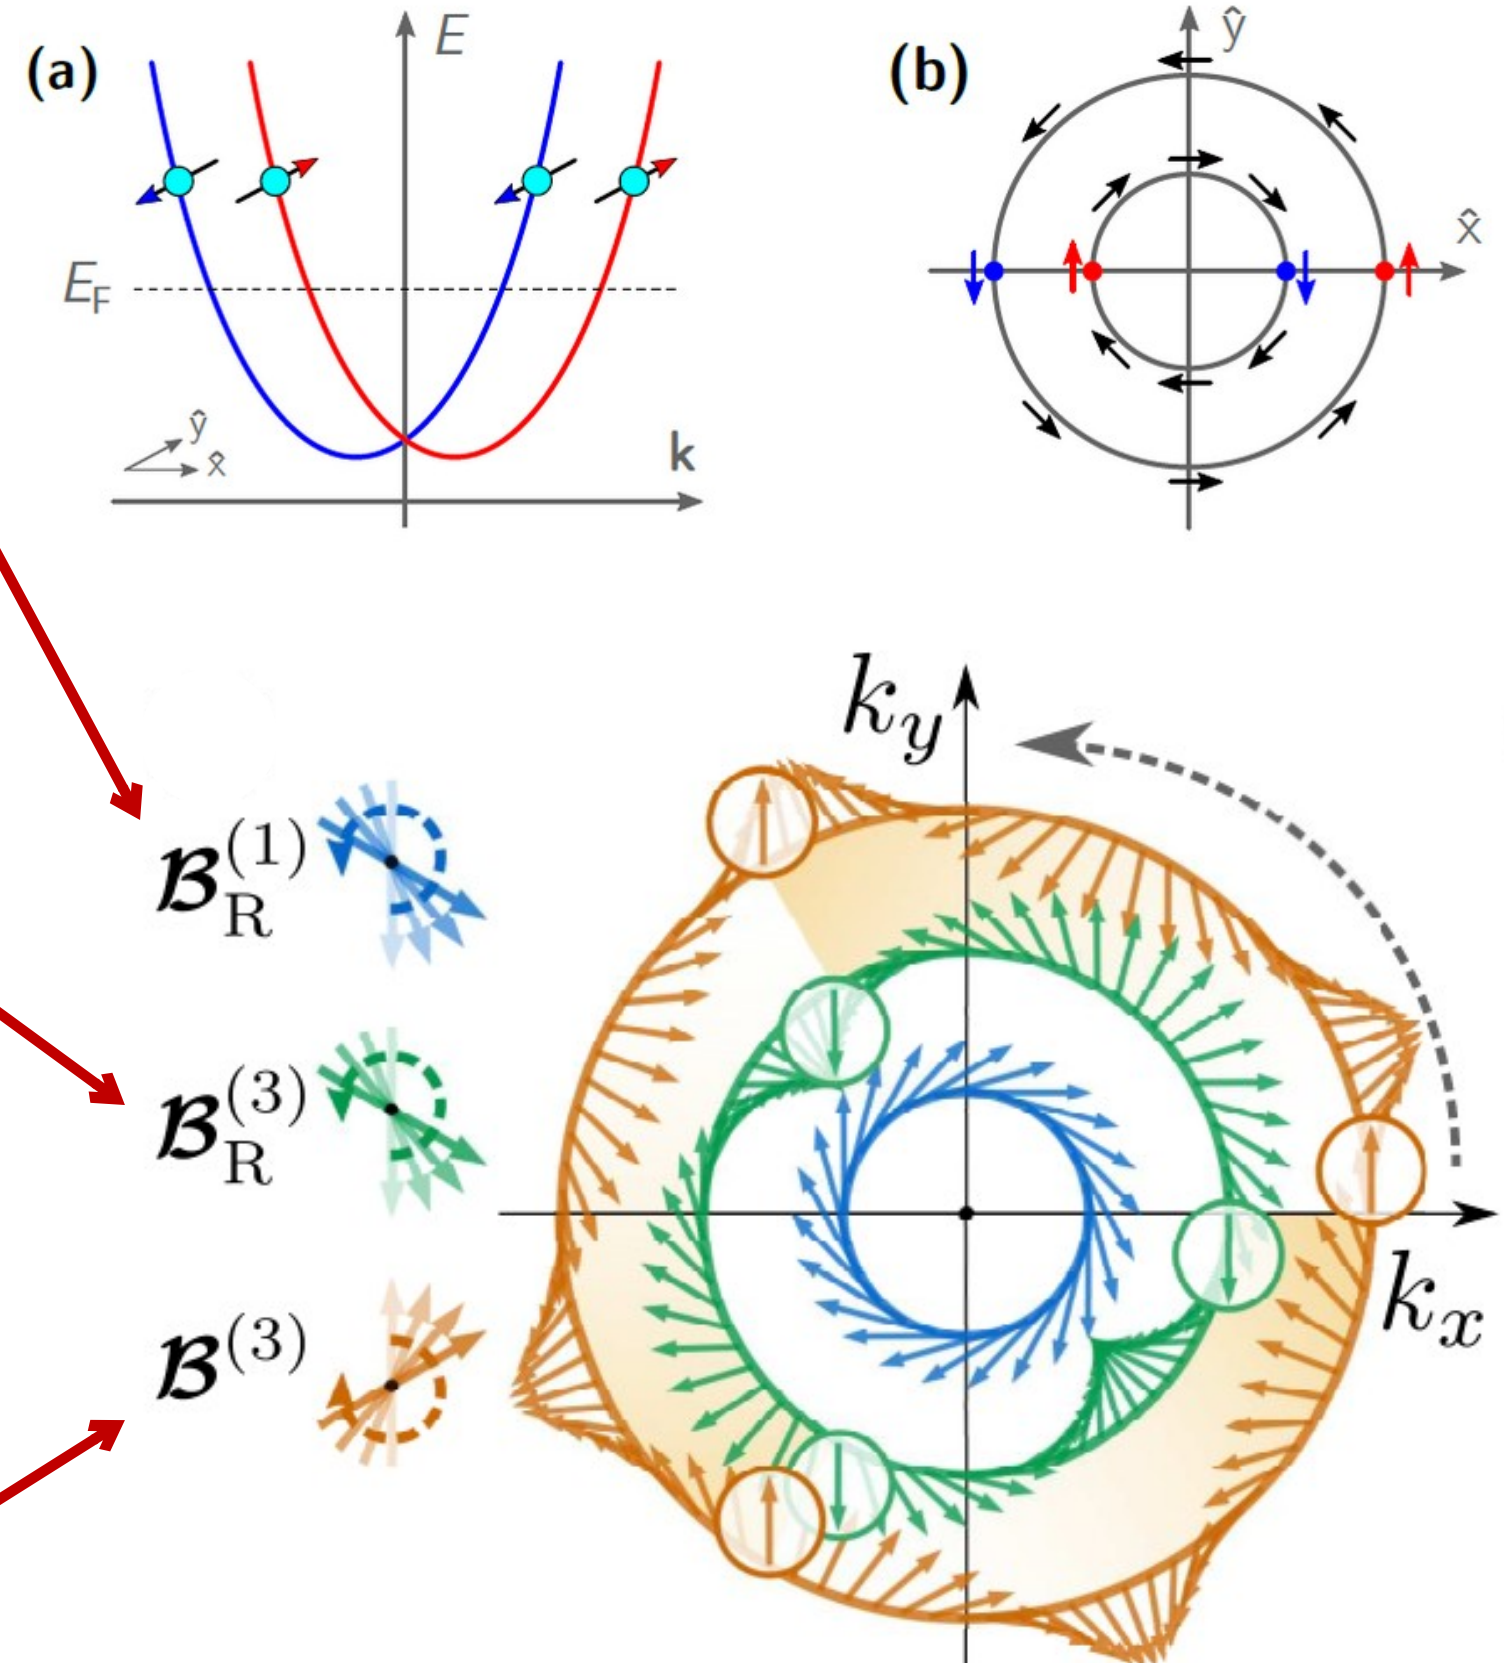 (a)
E
E_F
ŷ
x̂
k
(b)
ŷ
x̂
k_y
𝓑_R^(1)
𝓑_R^(3)
𝓑^(3)
k_x